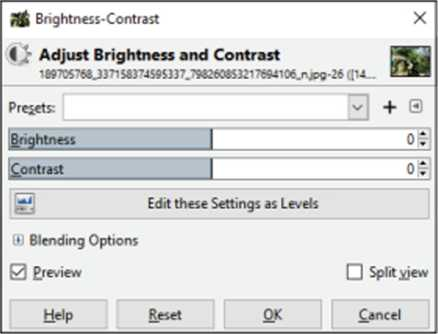 Brightness-Contrast
Adjust Brightness and Contrast
189705768_337158374595337_798260853217694106_n.jpg-26 ([14...
Presets:
Brightness 0
Contrast 0
Edit these Settings as Levels
Blending Options
Preview Split view
Help Reset OK Cancel